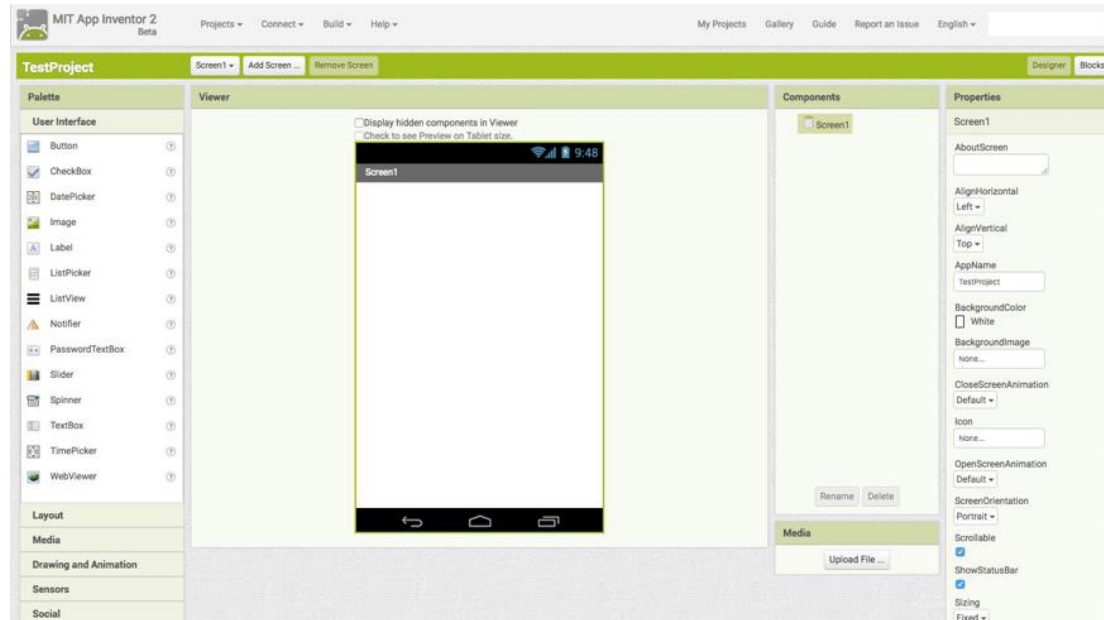 MIT App Inventor 2
Beta
Projects Connect Build Help
My Projects Gallery Guide Report an Issue English
TestProject
Screen1 Add Screen ... Remove Screen
Designer Blocks
Palette
User Interface
Button
CheckBox
DatePicker
Image
Label
ListPicker
ListView
Notifier
PasswordTextBox
Slider
Spinner
TextBox
TimePicker
WebViewer
Layout
Media
Drawing and Animation
Sensors
Social
Viewer
Display hidden components in Viewer
Check to see Preview on Tablet size.
9:48
Screen1
Components
Screen1
Rename Delete
Media
Upload File ...
Properties
Screen1
AboutScreen
AlignHorizontal
Left
AlignVertical
Top
AppName
TestProject
BackgroundColor
White
BackgroundImage
None...
CloseScreenAnimation
Default
Icon
None...
OpenScreenAnimation
Default
ScreenOrientation
Portrait
Scrollable
ShowStatusBar
Sizing
Fixed